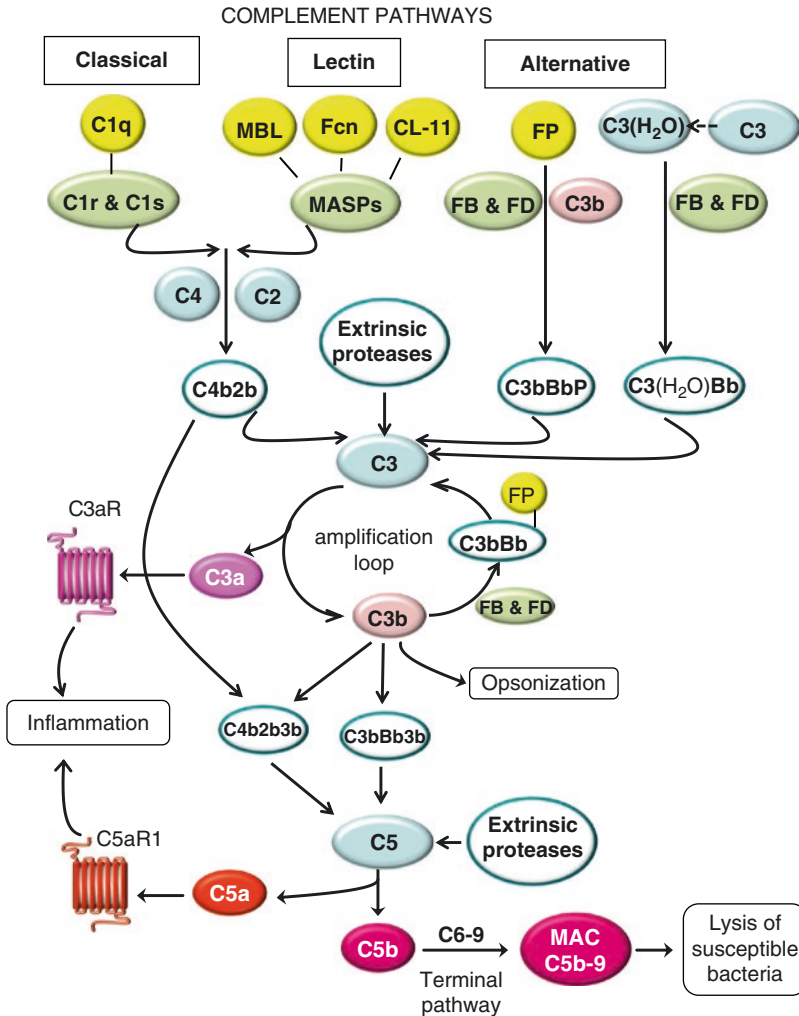 COMPLEMENT PATHWAYS
Classical
Lectin
Alternative
C1q
MBL
Fcn
CL-11
FP
C3(H₂O)
C3
C1r & C1s
MASPs
FB & FD
C3b
FB & FD
C4
C2
Extrinsic
proteases
C4b2b
C3bBbP
C3(H₂O)Bb
C3
C3aR
FP
amplification
loop
C3bBb
C3a
C3b
FB & FD
Opsonization
Inflammation
C4b2b3b
C3bBb3b
C5aR1
C5
Extrinsic
proteases
C5a
C5b
C6-9
Terminal
pathway
MAC
C5b-9
Lysis of
susceptible
bacteria